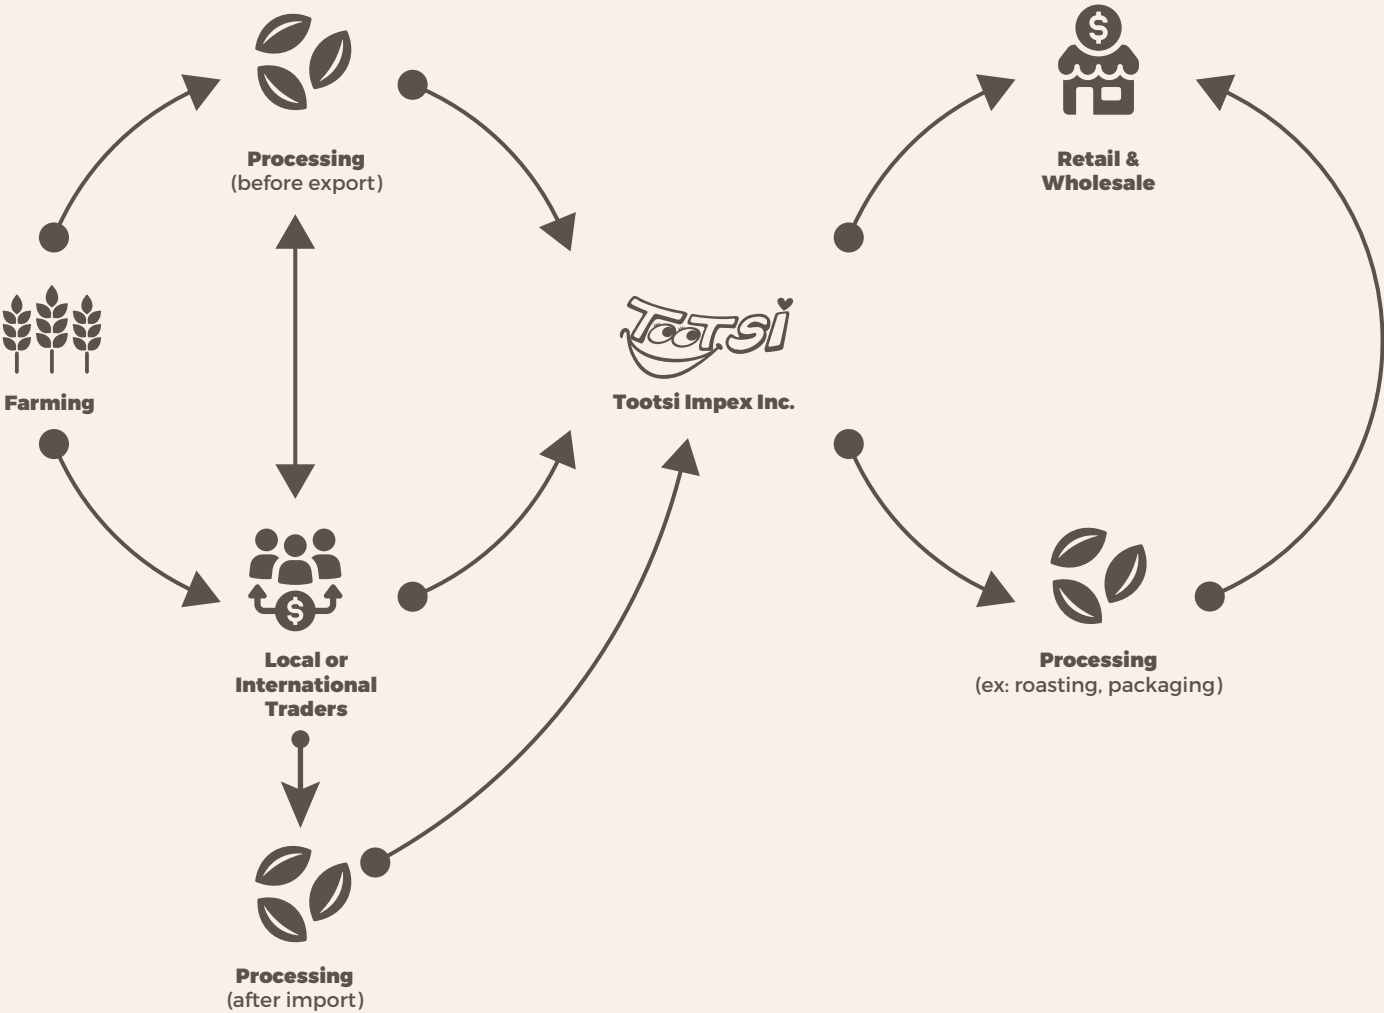 Processing
(before export)
Retail &
Wholesale
Farming
TOOTSi
Tootsi Impex Inc.
Local or
International
Traders
Processing
(ex: roasting, packaging)
Processing
(after import)
$
$